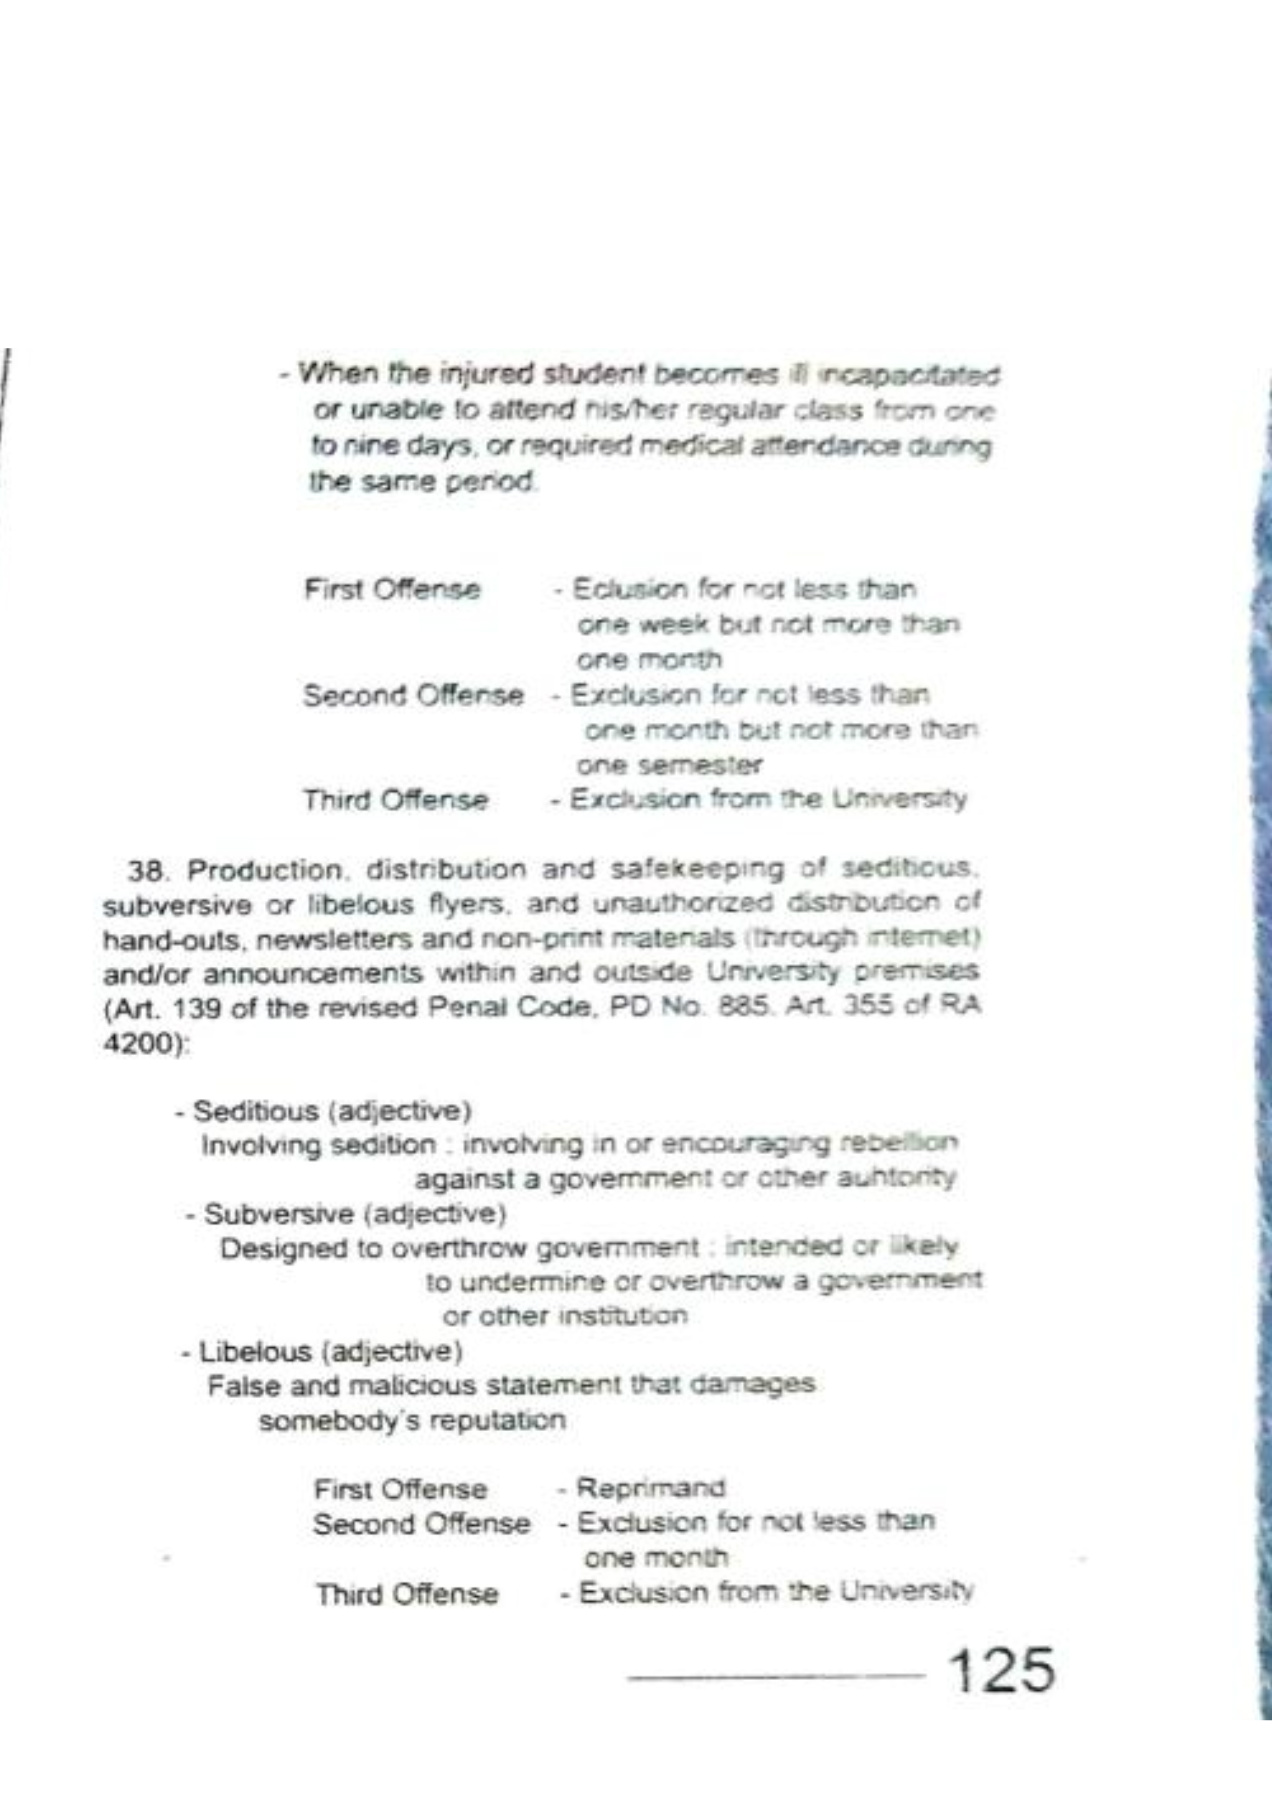 - When the injured student becomes ill incapacitated
or unable to attend his/her regular class from one
to nine days, or required medical attendance during
the same period.
First Offense - Eclusion for not less than
one week but not more than
one month
Second Offense - Exclusion for not less than
one month but not more than
one semester
Third Offense - Exclusion from the University
38. Production, distribution and safekeeping of seditious,
subversive or libelous flyers, and unauthorized distribution of
hand-outs, newsletters and non-print materials (through internet)
and/or announcements within and outside University premises
(Art. 139 of the revised Penal Code, PD No. 885, Art. 355 of RA
4200):
- Seditious (adjective)
Involving sedition : involving in or encouraging rebellion
against a government or other auhtority
- Subversive (adjective)
Designed to overthrow government : intended or likely
to undermine or overthrow a government
or other institution
- Libelous (adjective)
False and malicious statement that damages
somebody's reputation
First Offense - Reprimand
Second Offense - Exclusion for not less than
one month
Third Offense - Exclusion from the University
125